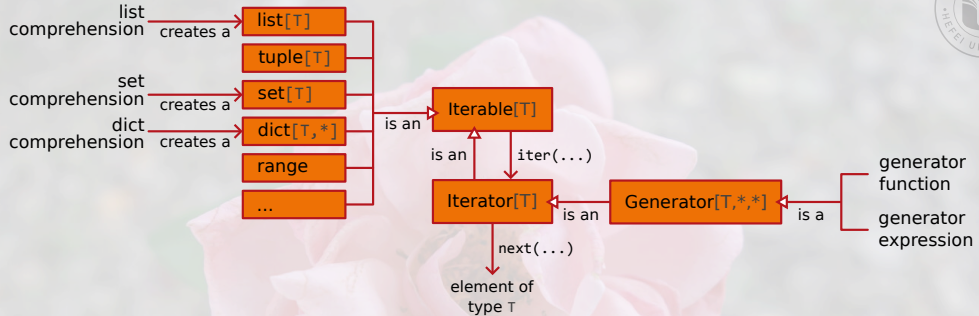 list
comprehension
creates a
list[T]
tuple[T]
set
comprehension
creates a
set[T]
dict
comprehension
creates a
dict[T,*]
range
...
is an
Iterable[T]
is an
iter(...)
Iterator[T]
is an
Generator[T,*,*]
is a
generator
function
generator
expression
next(...)
element of
type T
HEFEI U